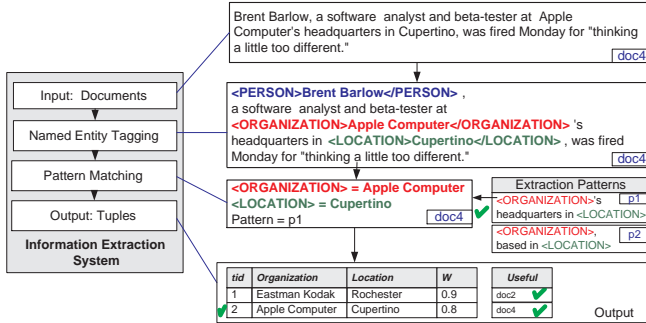 Brent Barlow, a software analyst and beta-tester at Apple
Computer's headquarters in Cupertino, was fired Monday for "thinking
a little too different."
doc4
Input: Documents
Named Entity Tagging
Pattern Matching
Output: Tuples
Information Extraction
System
<PERSON>Brent Barlow</PERSON> ,
a software analyst and beta-tester at
<ORGANIZATION>Apple Computer</ORGANIZATION> 's
headquarters in <LOCATION>Cupertino</LOCATION> , was fired
Monday for "thinking a little too different."
doc4
<ORGANIZATION> = Apple Computer
<LOCATION> = Cupertino
Pattern = p1
doc4
Extraction Patterns
<ORGANIZATION>'s p1
headquarters in <LOCATION>
<ORGANIZATION>, p2
based in <LOCATION>
tid Organization Location W Useful
1 Eastman Kodak Rochester 0.9 doc2
2 Apple Computer Cupertino 0.8 doc4
Output